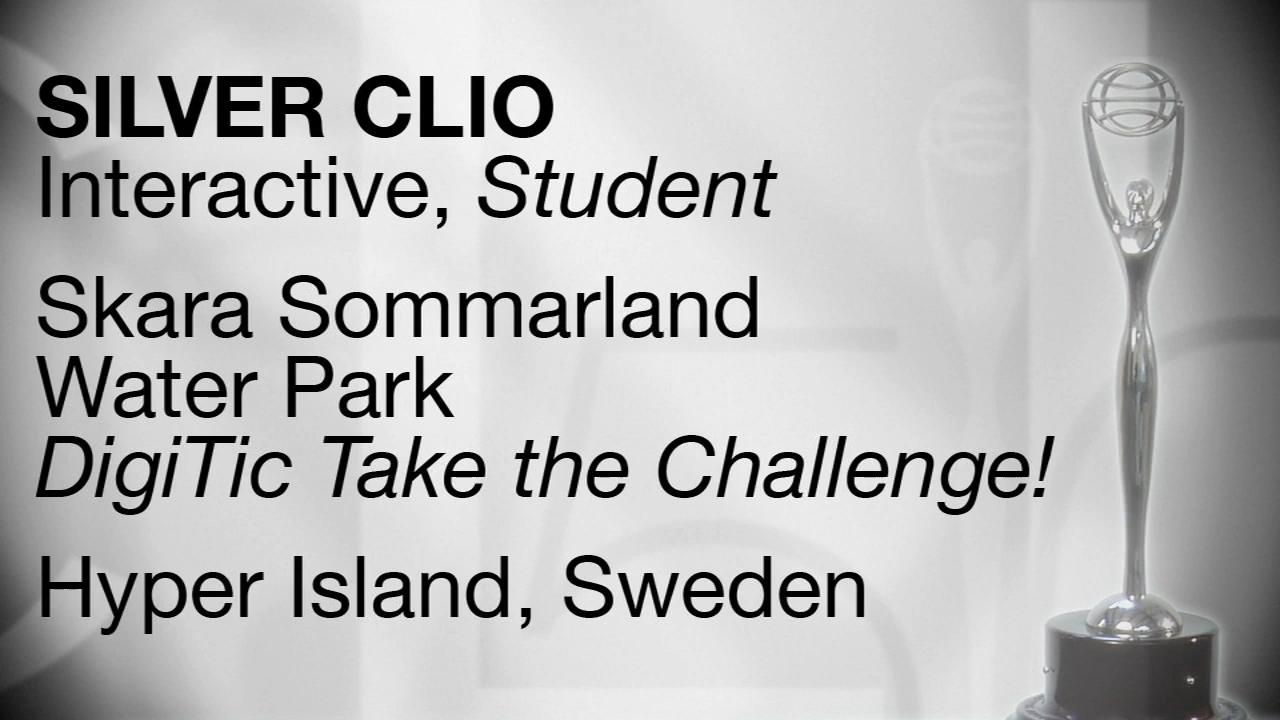 SILVER CLIO
Interactive, Student
Skara Sommarland
Water Park
DigiTic Take the Challenge!
Hyper Island, Sweden